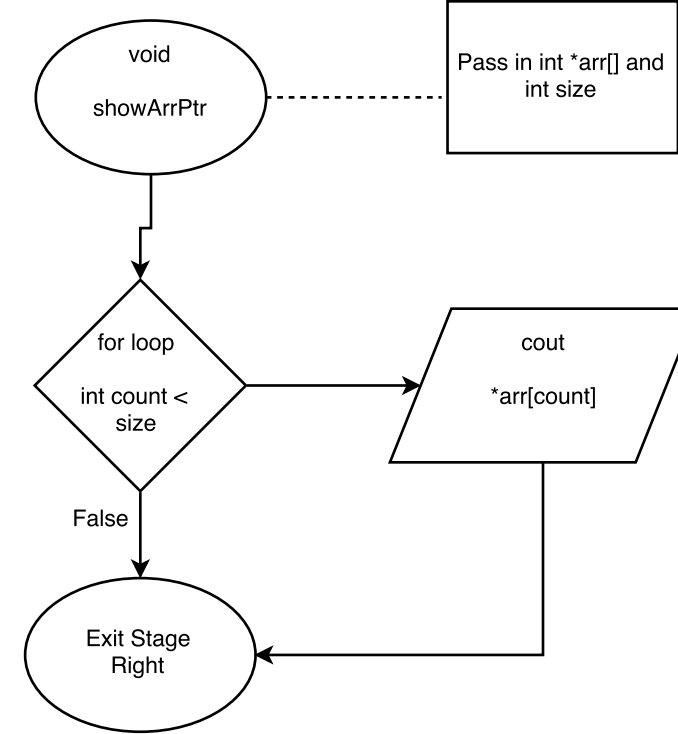 void
showArrPtr
Pass in int *arr[] and
int size
for loop
int count <
size
cout
*arr[count]
False
Exit Stage
Right